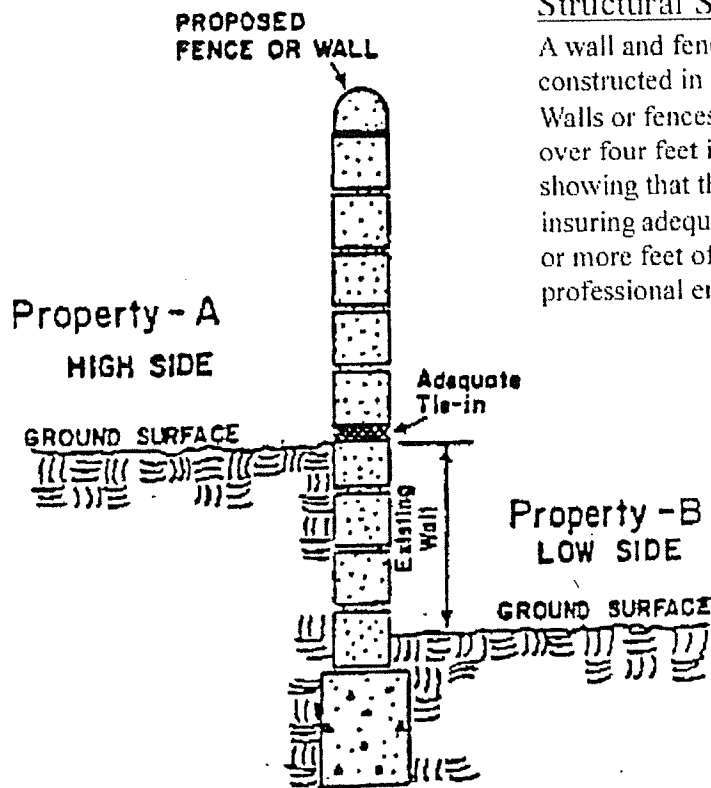 PROPOSED
FENCE OR WALL
Structural S
A wall and fenc
constructed in
Walls or fences
over four feet i
showing that th
insuring adequ
or more feet of
professional en
Property - A
HIGH SIDE
Adequate
Tie-in
GROUND SURFACE
Existing
Wall
Property - B
LOW SIDE
GROUND SURFACE